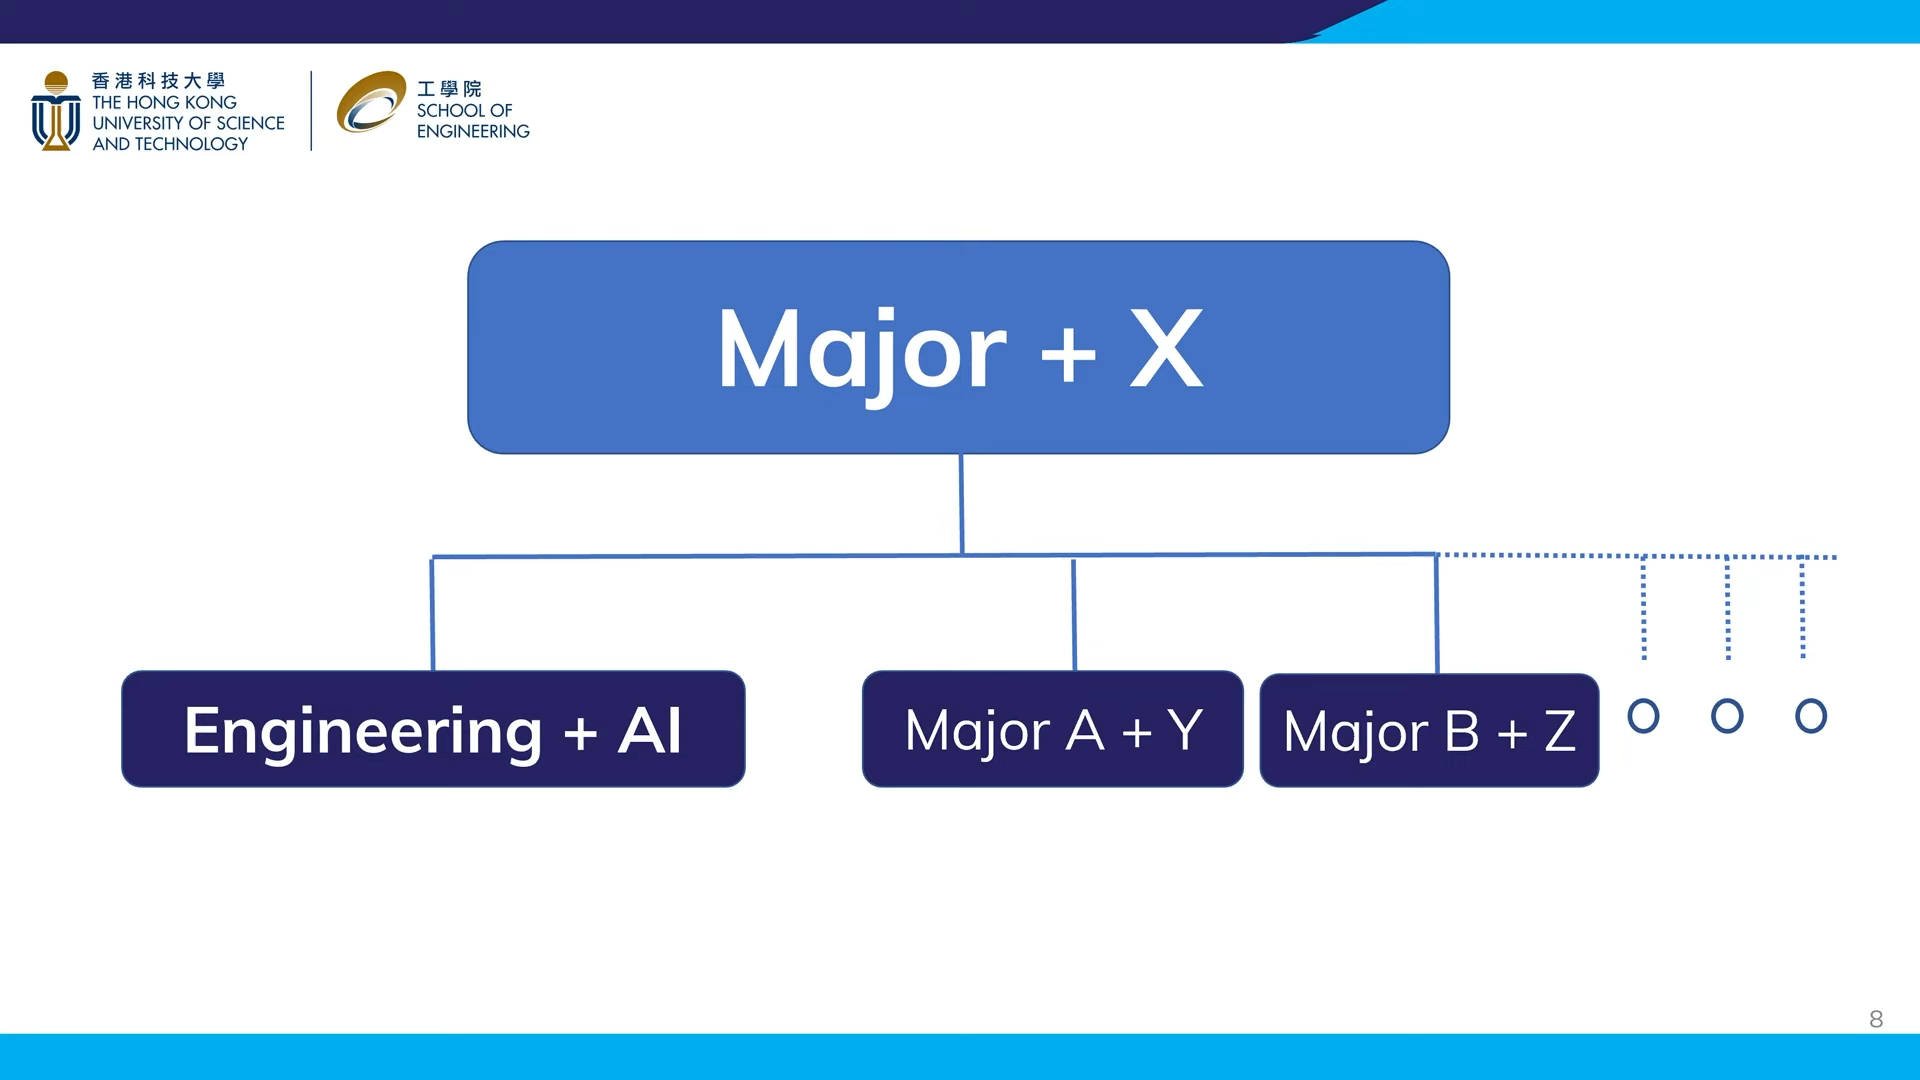 香港科技大學
THE HONG KONG
UNIVERSITY OF SCIENCE
AND TECHNOLOGY
工學院
SCHOOL OF
ENGINEERING
Major + X
Engineering + AI
Major A + Y
Major B + Z
8